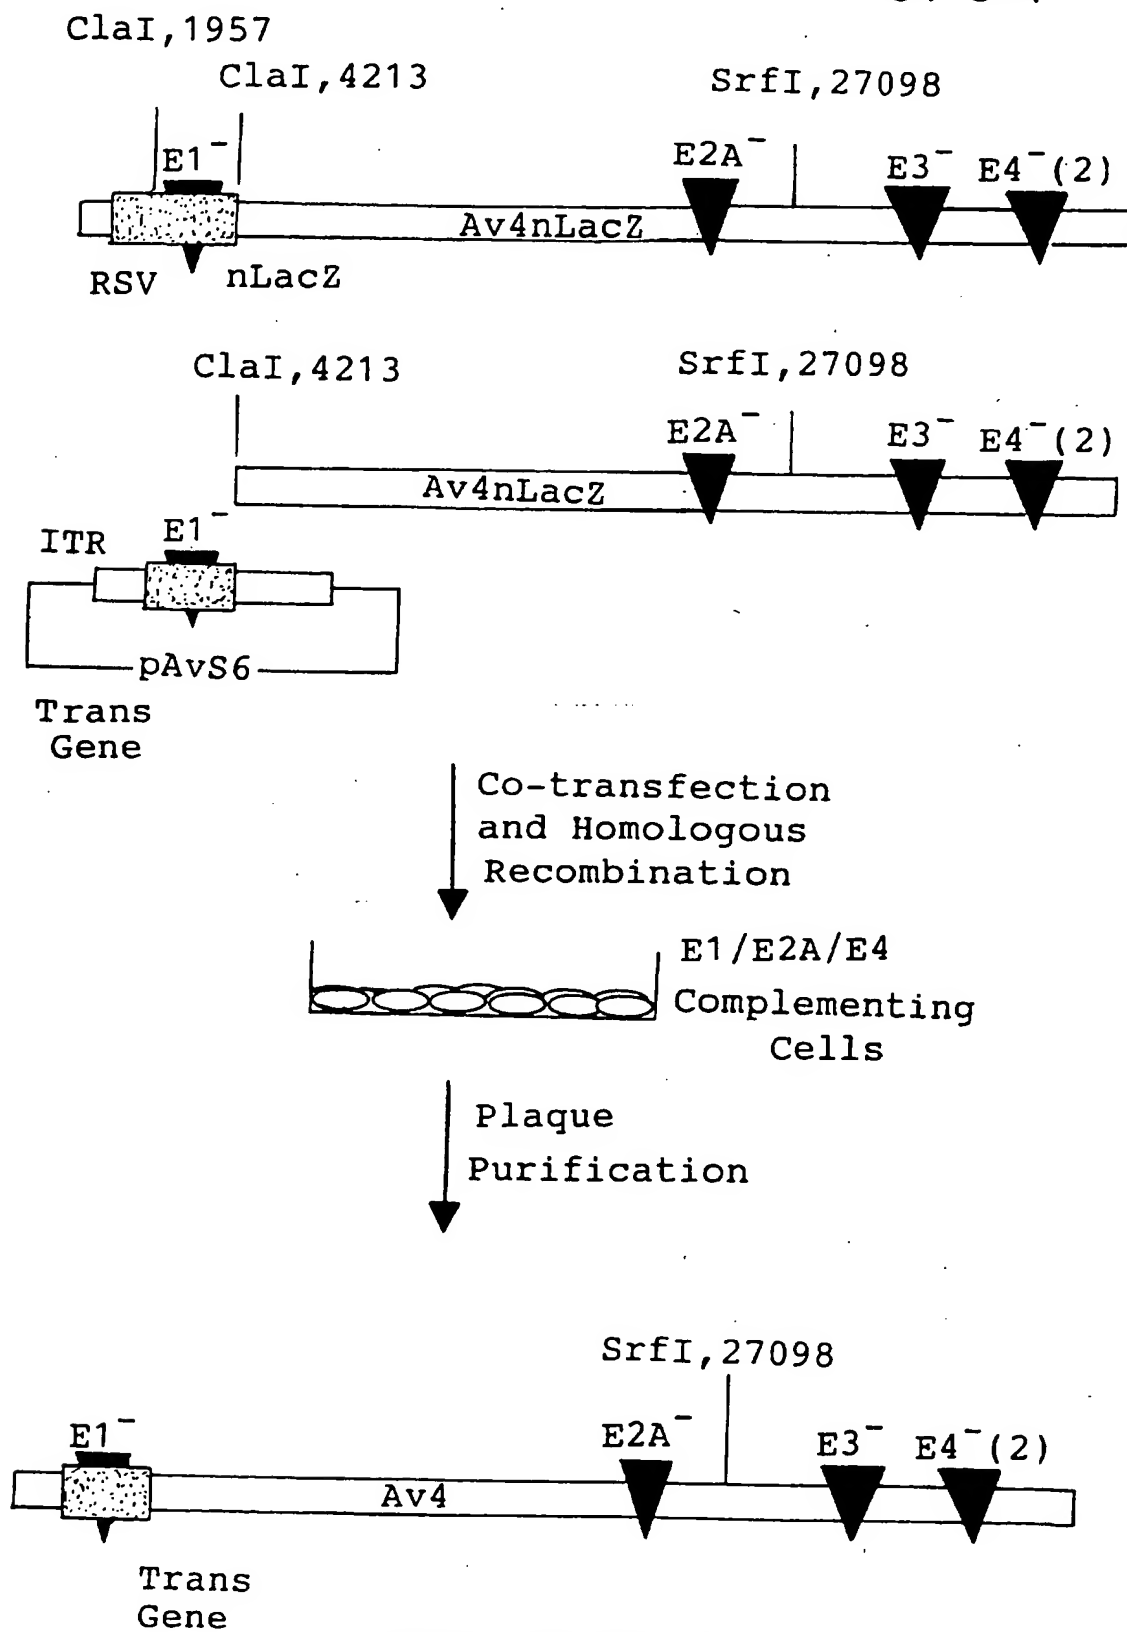 ClaI,1957
ClaI,4213
SrfI,27098
E1⁻
E2A⁻
E3⁻
E4⁻(2)
Av4nLacZ
RSV
nLacZ
ClaI,4213
SrfI,27098
E2A⁻
E3⁻
E4⁻(2)
Av4nLacZ
ITR
E1⁻
pAvS6
Trans
Gene
Co-transfection
and Homologous
Recombination
E1/E2A/E4
Complementing
Cells
Plaque
Purification
SrfI,27098
E1⁻
E2A⁻
E3⁻
E4⁻(2)
Av4
Trans
Gene